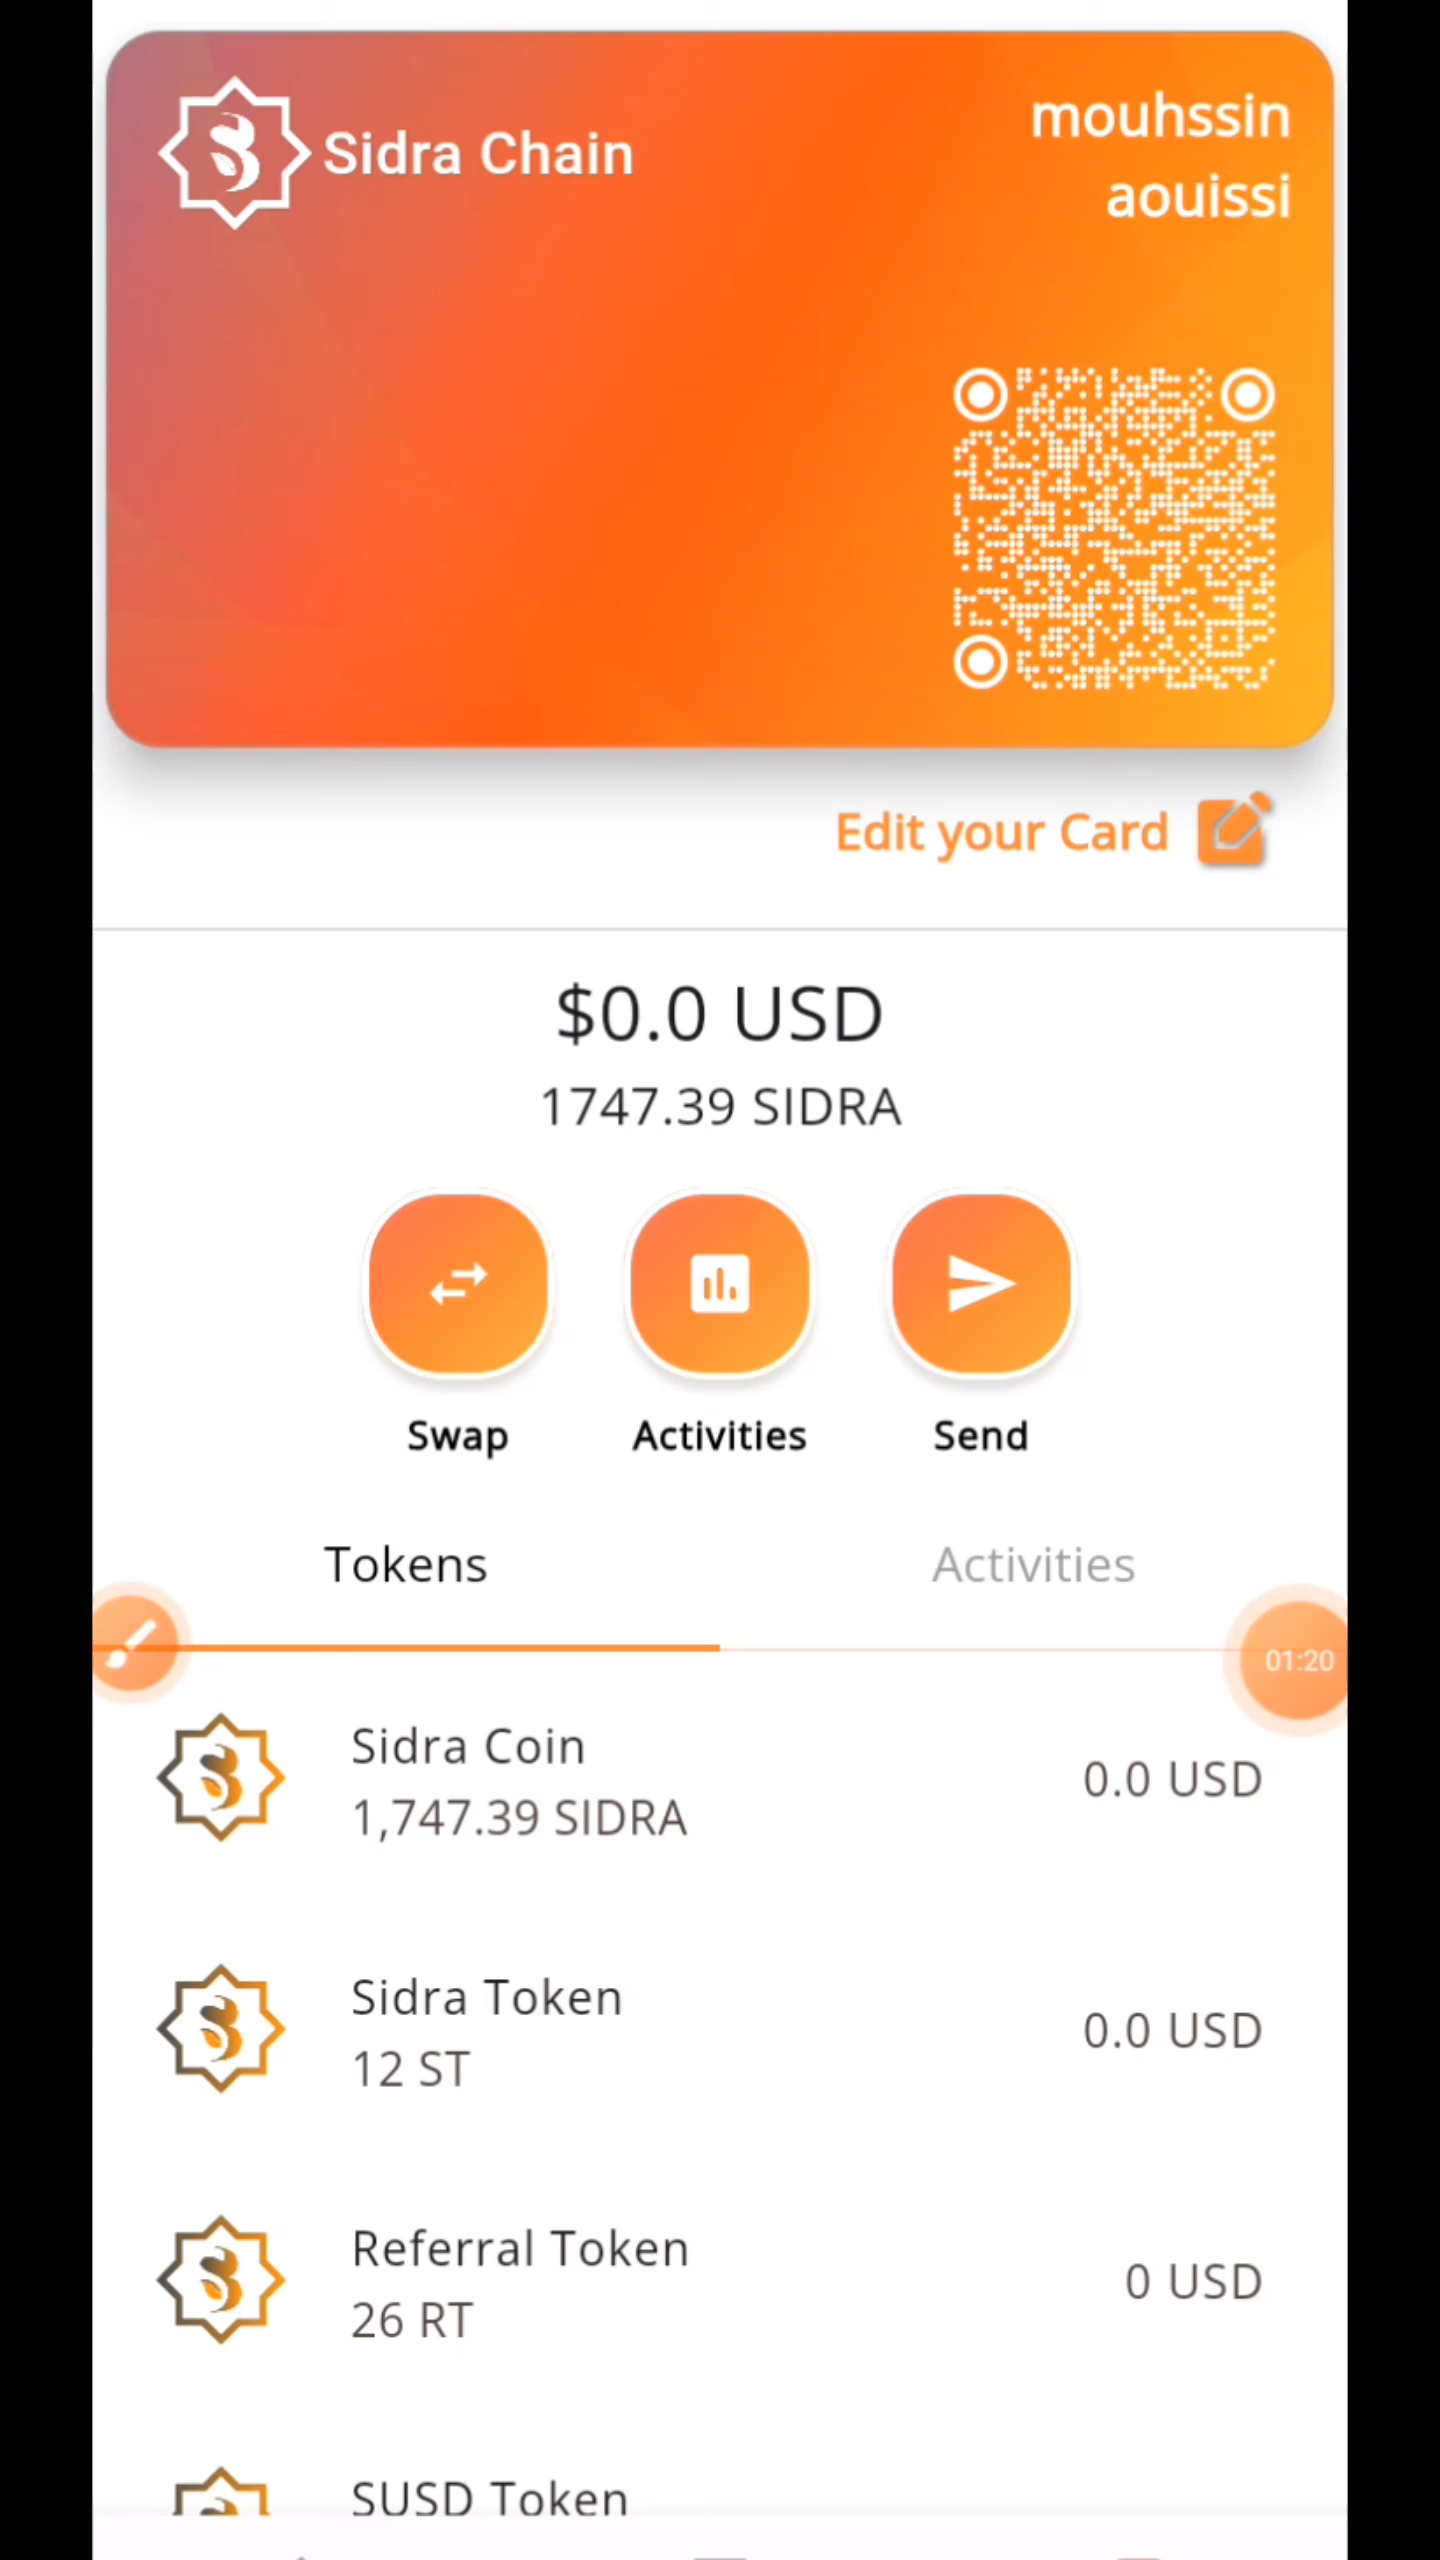 Sidra Chain
mouhssin
aouissi
Edit your Card
$0.0 USD
1747.39 SIDRA
Swap
Activities
Send
Tokens
Activities
01:20
Sidra Coin
1,747.39 SIDRA
0.0 USD
Sidra Token
12 ST
0.0 USD
Referral Token
26 RT
0 USD
SUSD Token